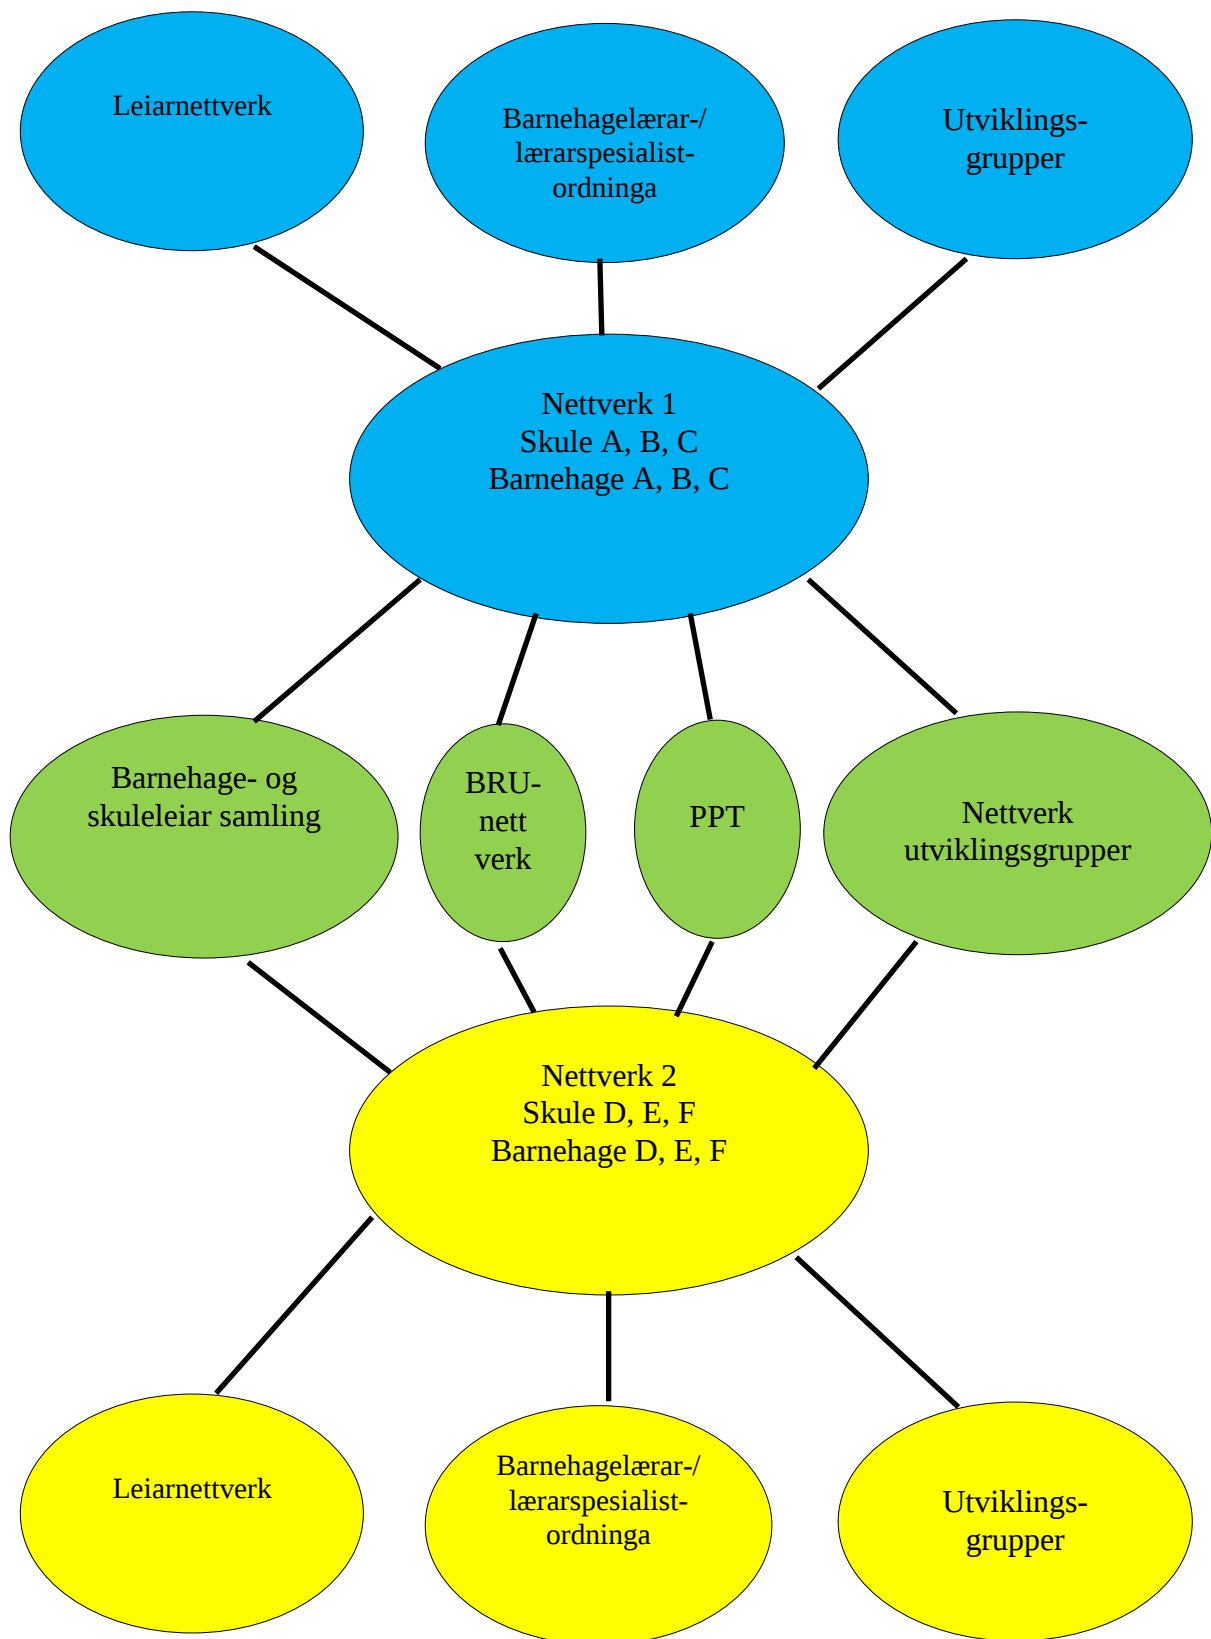 Leiarnettverk
Barnehagelærar-/
lærarspesialist-
ordninga
Utviklings-
grupper
Nettverk 1
Skule A, B, C
Barnehage A, B, C
Barnehage- og
skuleleiar samling
BRU-
nett
verk
PPT
Nettverk
utviklingsgrupper
Nettverk 2
Skule D, E, F
Barnehage D, E, F
Leiarnettverk
Barnehagelærar-/
lærarspesialist-
ordninga
Utviklings-
grupper